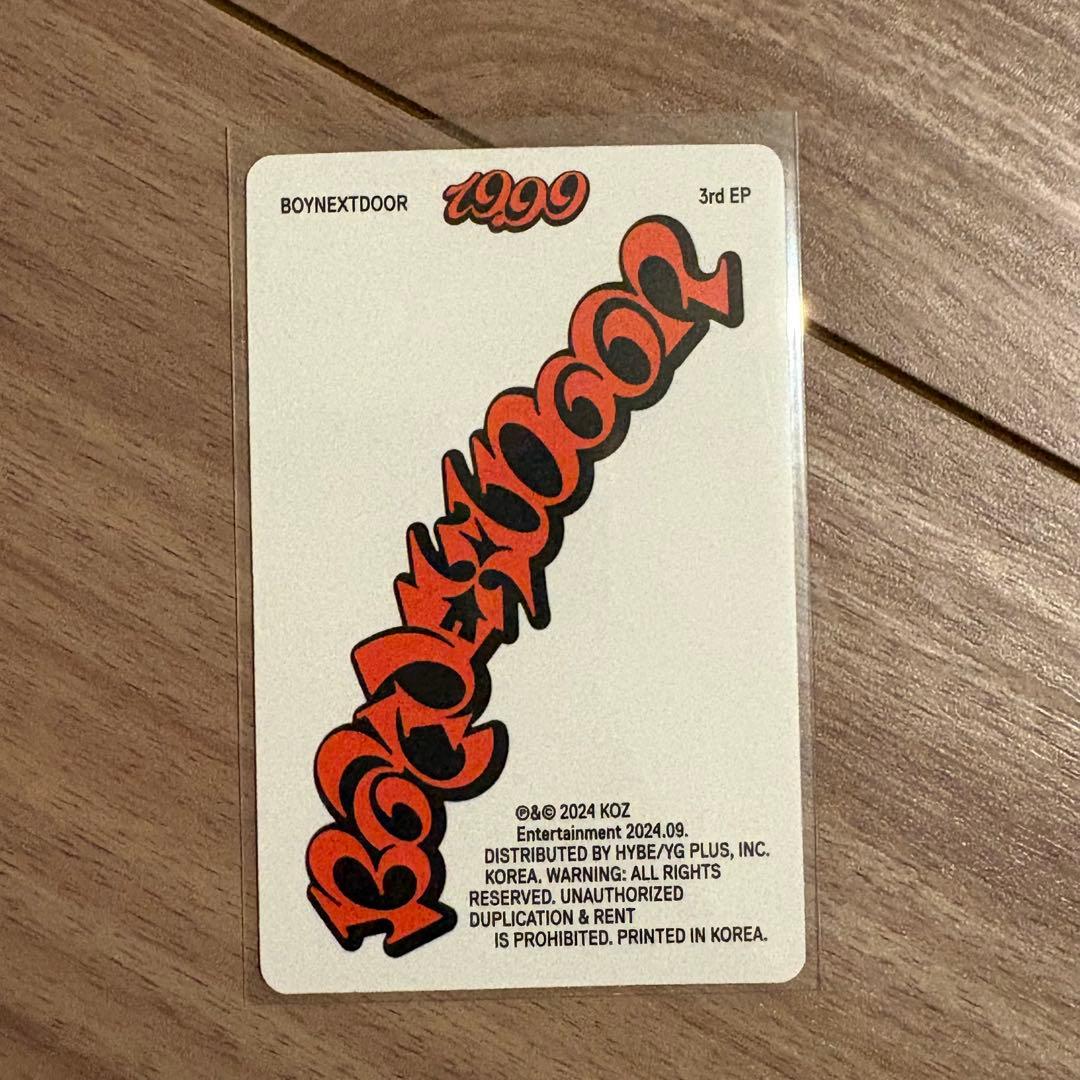 BOYNEXTDOOR 19.99 3rd EP
BOYNEXTDOOR
℗&© 2024 KOZ
Entertainment 2024.09.
DISTRIBUTED BY HYBE/YG PLUS, INC.
KOREA. WARNING: ALL RIGHTS
RESERVED. UNAUTHORIZED
DUPLICATION & RENT
IS PROHIBITED. PRINTED IN KOREA.